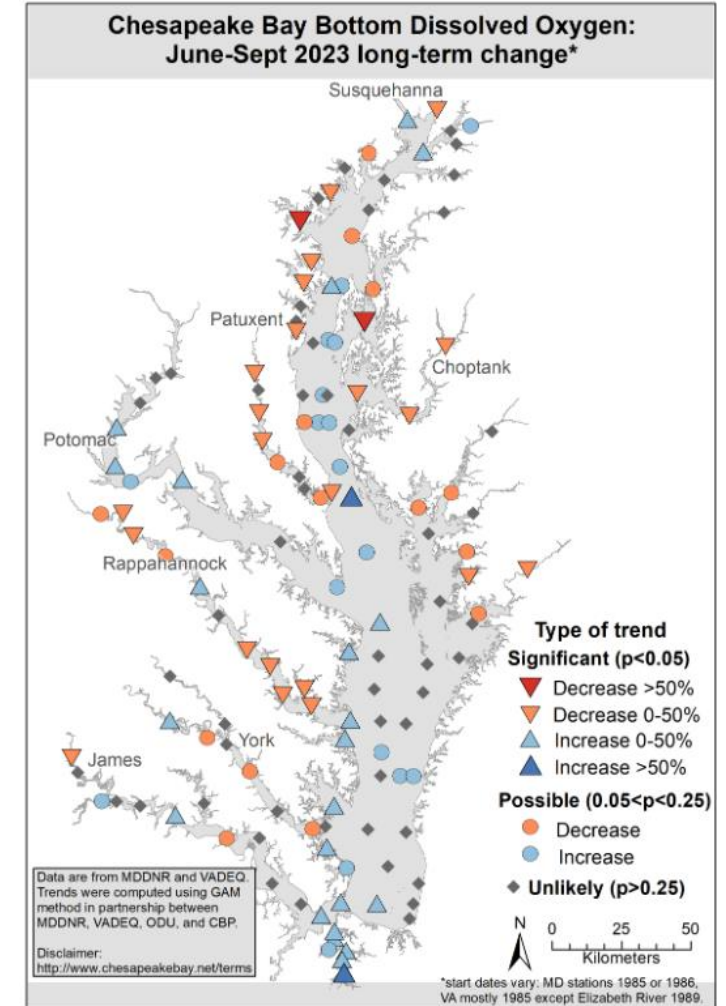 Chesapeake Bay Bottom Dissolved Oxygen:
June-Sept 2023 long-term change*
Susquehanna
Patuxent
Choptank
Potomac
Rappahannock
York
James
Type of trend
Significant (p<0.05)
Decrease >50%
Decrease 0-50%
Increase 0-50%
Increase >50%
Possible (0.05<p<0.25)
Decrease
Increase
Unlikely (p>0.25)
Data are from MDDNR and VADEQ.
Trends were computed using GAM
method in partnership between
MDDNR, VADEQ, ODU, and CBP.
Disclaimer:
http://www.chesapeakebay.net/terms
N
0 25 50
Kilometers
*start dates vary: MD stations 1985 or 1986,
VA mostly 1985 except Elizabeth River 1989.